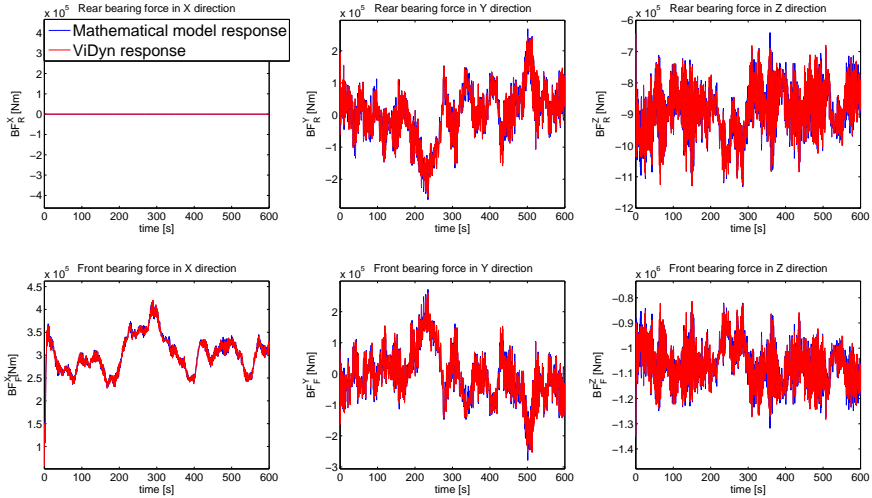 Rear bearing force in X direction
x 10^5
Mathematical model response
ViDyn response
4
3
2
1
0
−1
−2
−3
−4
BF_R^X [Nm]
0 100 200 300 400 500 600
time [s]
Rear bearing force in Y direction
x 10^5
2
1
0
−1
−2
BF_R^Y [Nm]
0 100 200 300 400 500 600
time [s]
Rear bearing force in Z direction
x 10^5
−6
−7
−8
−9
−10
−11
−12
BF_R^Z [Nm]
0 100 200 300 400 500 600
time [s]
Front bearing force in X direction
x 10^5
4.5
4
3.5
3
2.5
2
1.5
1
BF_F^X [Nm]
0 100 200 300 400 500 600
time [s]
Front bearing force in Y direction
x 10^5
3
2
1
0
−1
−2
−3
BF_F^Y [Nm]
0 100 200 300 400 500 600
time [s]
Front bearing force in Z direction
x 10^6
−0.8
−0.9
−1
−1.1
−1.2
−1.3
−1.4
BF_F^Z [Nm]
0 100 200 300 400 500 600
time [s]